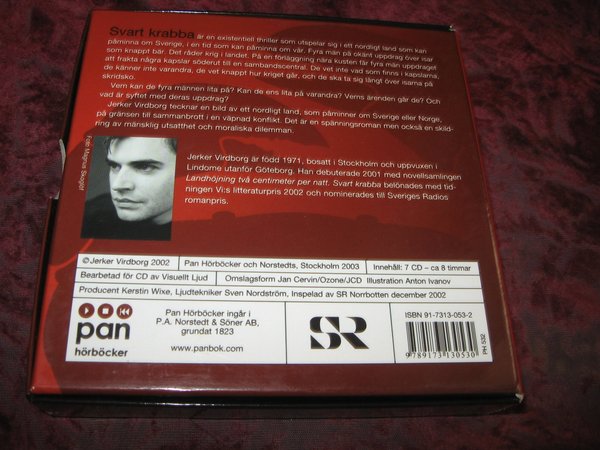 Svart krabba är en existentiell thriller som utspelar sig i ett nordligt land som kan
påminna om Sverige, i en tid som kan påminna om vår. Fyra män på okänt uppdrag över isar
som knappt bär. Det råder krig i landet. På en förläggning nära kusten får fyra män uppdraget
att frakta några kapslar söderut till en sambandscentral. De vet inte vad som finns i kapslarna,
de känner inte varandra, de vet knappt hur kriget går, och de ska ta sig långt över isarna på
skridsko.
Vem kan de fyra männen lita på? Kan de ens lita på varandra? Vems ärenden går de? Och
vad är syftet med deras uppdrag?
Jerker Virdborg tecknar en bild av ett nordligt land, som påminner om Sverige eller Norge,
på gränsen till sammanbrott i en väpnad konflikt. Det är en spänningsroman men också en skild-
ring av mänsklig utsatthet och moraliska dilemman.
Foto: Magnus Skoglöf
Jerker Virdborg är född 1971, bosatt i Stockholm och uppvuxen i
Lindome utanför Göteborg. Han debuterade 2001 med novellsamlingen
Landhöjning två centimeter per natt. Svart krabba belönades med tid-
ningen Vi:s litteraturpris 2002 och nominerades till Sveriges Radios
romanpris.
© Jerker Virdborg 2002 Pan Hörböcker och Norstedts, Stockholm 2003 Innehåll: 7 CD – ca 8 timmar
Bearbetad för CD av Visuellt Ljud Omslagsform Jan Cervin/Ozone/JCD Illustration Anton Ivanov
Producent Kerstin Wixe, Ljudtekniker Sven Nordström, Inspelad av SR Norrbotten december 2002
pan
hörböcker
Pan Hörböcker ingår i
P.A. Norstedt & Söner AB,
grundat 1823
www.panbok.com
SR
ISBN 91-7313-053-2
9789173130530
PH 532